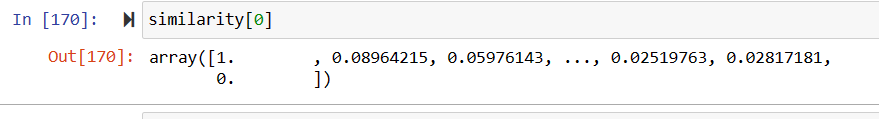 In [170]: similarity[0]
Out[170]: array([1.        , 0.08964215, 0.05976143, ..., 0.02519763, 0.02817181,
       0.        ])